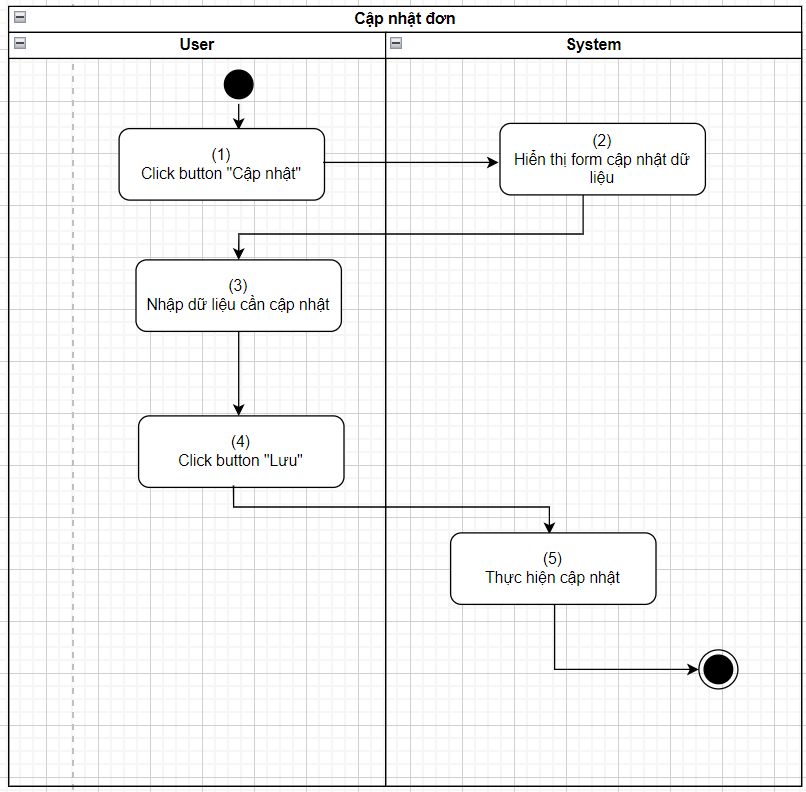 Cập nhật đơn
User
System
(1)
Click button "Cập nhật"
(2)
Hiển thị form cập nhật dữ
liệu
(3)
Nhập dữ liệu cần cập nhật
(4)
Click button "Lưu"
(5)
Thực hiện cập nhật